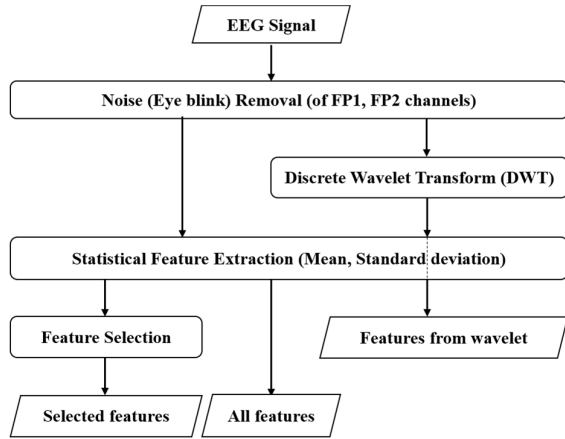 EEG Signal
Noise (Eye blink) Removal (of FP1, FP2 channels)
Discrete Wavelet Transform (DWT)
Statistical Feature Extraction (Mean, Standard deviation)
Feature Selection
Features from wavelet
Selected features
All features